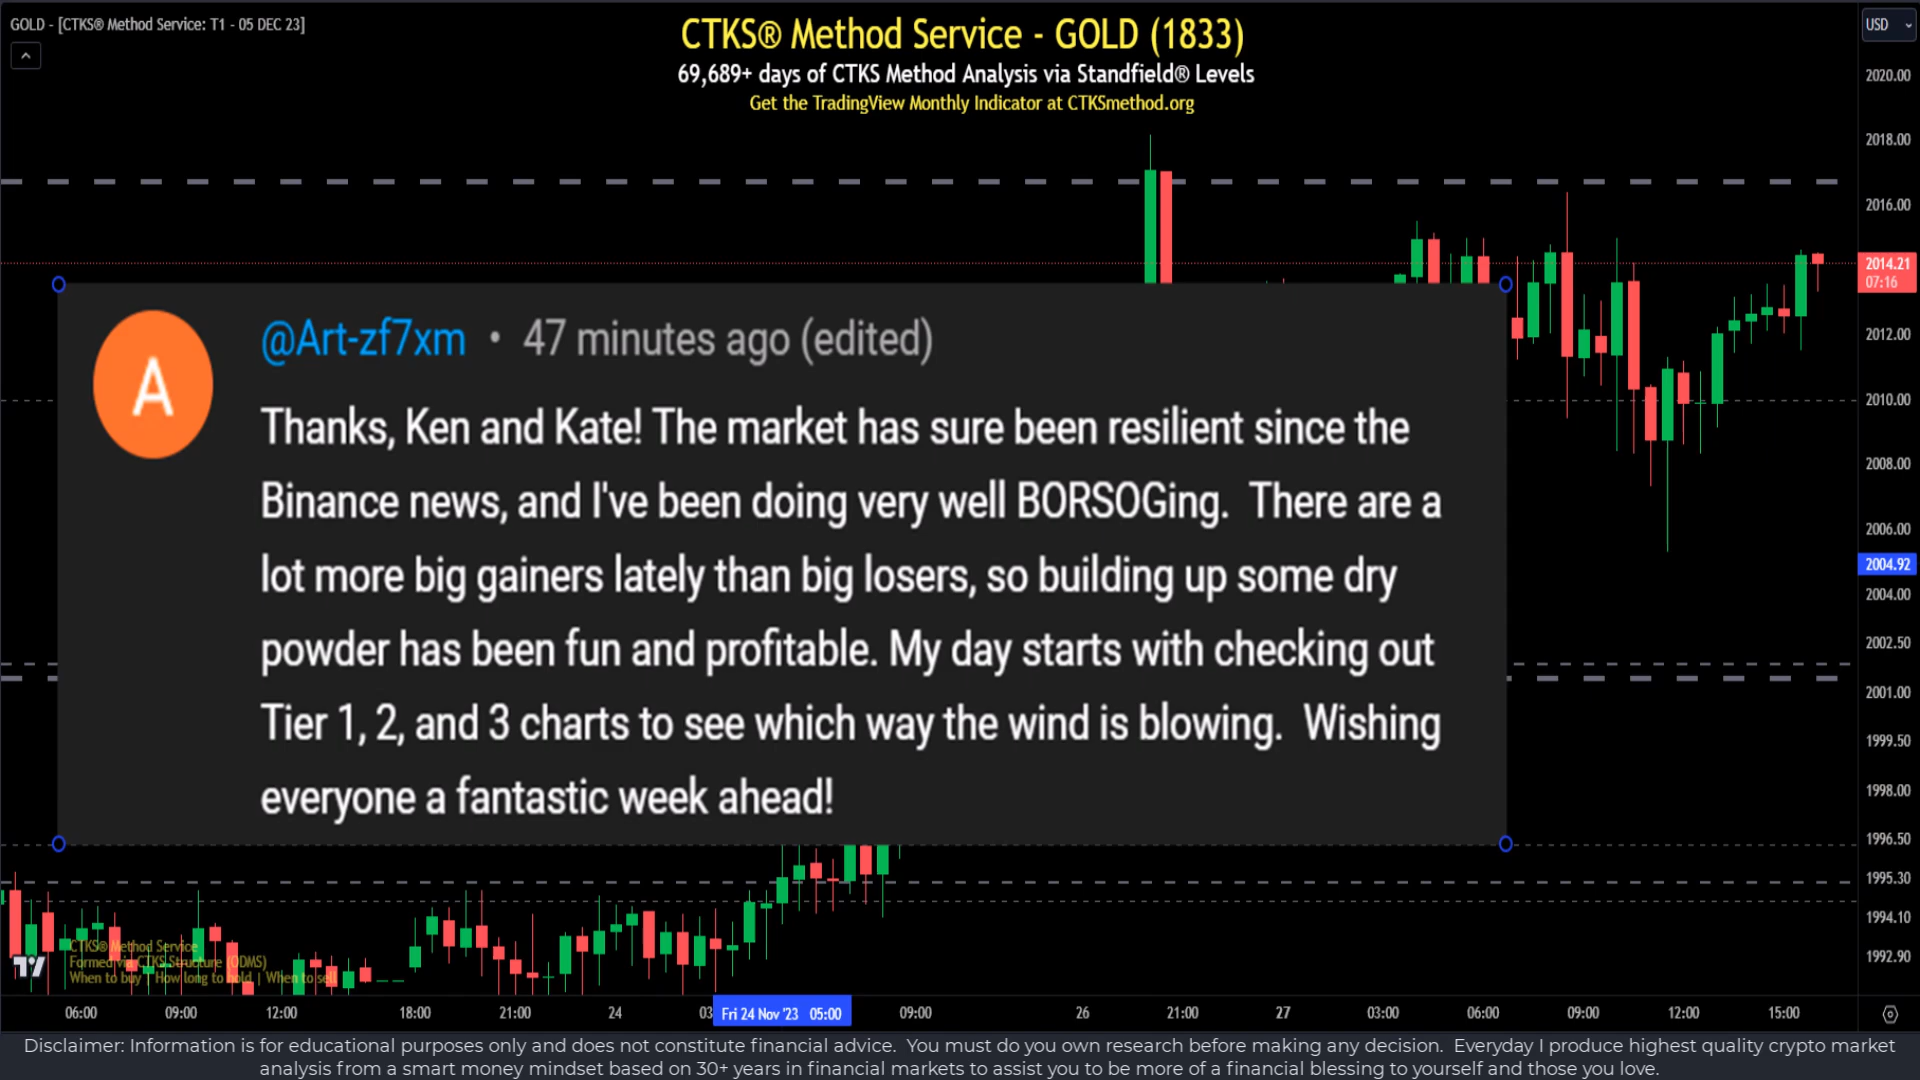 GOLD - [CTKS® Method Service: T1 - 05 DEC 23]
CTKS® Method Service - GOLD (1833)
69,689+ days of CTKS Method Analysis via Standfield® Levels
Get the TradingView Monthly Indicator at CTKSmethod.org
USD
2020.00
2018.00
2016.00
2014.21
07:16
2012.00
2010.00
2008.00
2006.00
2004.92
2004.00
2002.50
2001.00
1999.50
1998.00
1996.50
1995.30
1994.10
1992.90
A
@Art-zf7xm • 47 minutes ago (edited)
Thanks, Ken and Kate! The market has sure been resilient since the
Binance news, and I've been doing very well BORSOGing. There are a
lot more big gainers lately than big losers, so building up some dry
powder has been fun and profitable. My day starts with checking out
Tier 1, 2, and 3 charts to see which way the wind is blowing. Wishing
everyone a fantastic week ahead!
CTKS® Method Service
Formed via CTKS Structure (ODMS)
When to buy | How long to hold | When to sell
06:00 09:00 12:00 18:00 21:00 24 03 Fri 24 Nov '23 05:00 09:00 26 21:00 27 03:00 06:00 09:00 12:00 15:00
Disclaimer: Information is for educational purposes only and does not constitute financial advice. You must do you own research before making any decision. Everyday I produce highest quality crypto market
analysis from a smart money mindset based on 30+ years in financial markets to assist you to be more of a financial blessing to yourself and those you love.